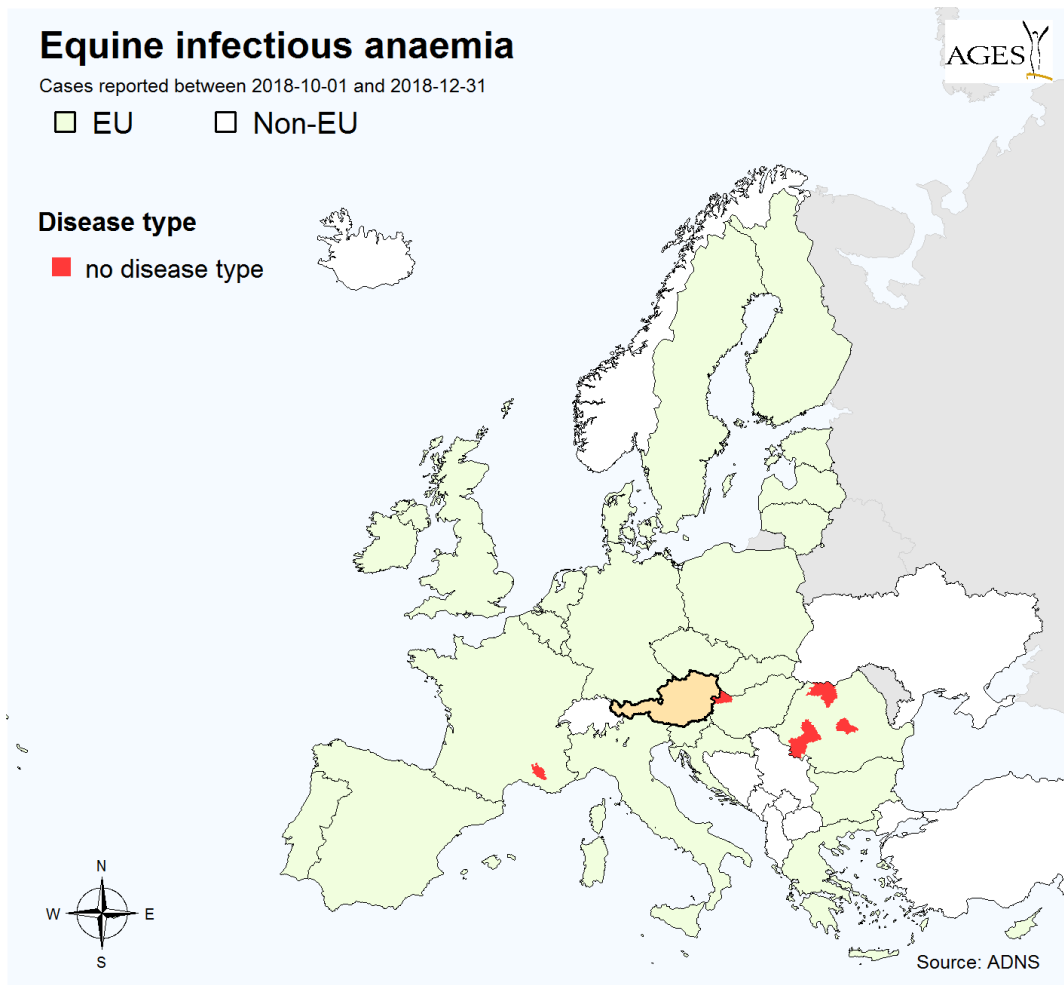 Equine infectious anaemia
Cases reported between 2018-10-01 and 2018-12-31
EU Non-EU
AGES
Disease type
no disease type
N
W E
S
Source: ADNS